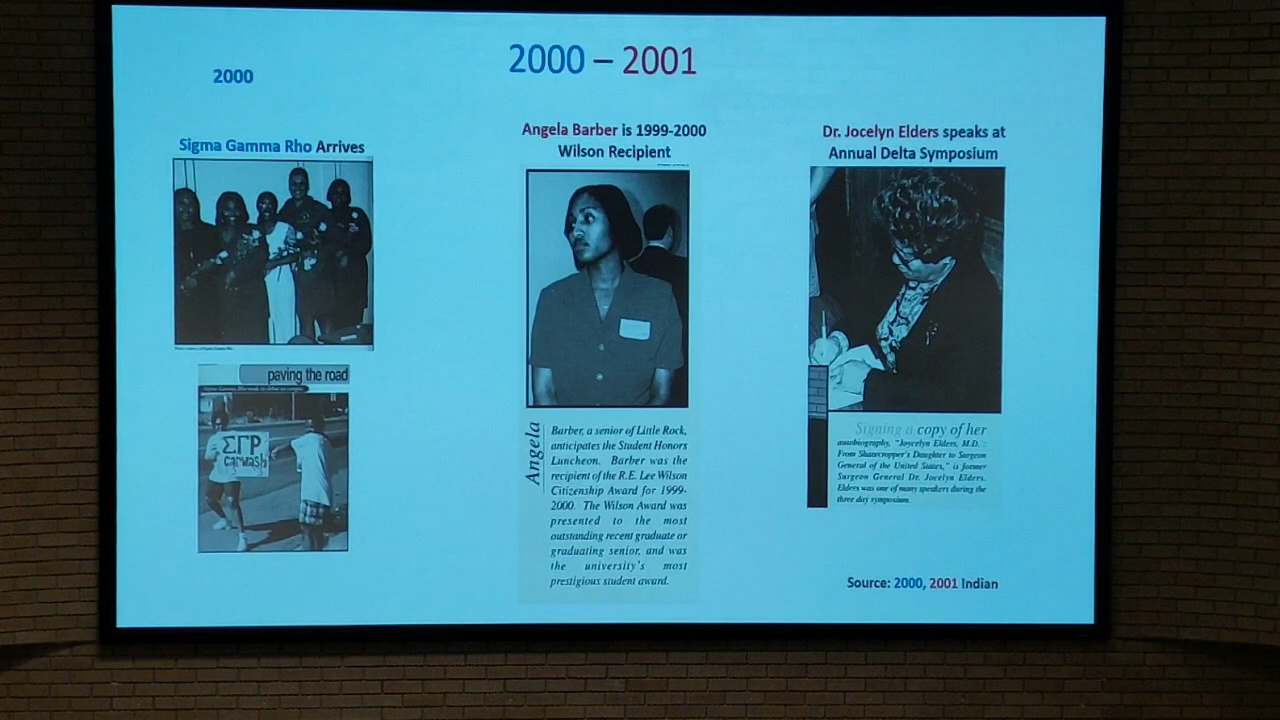 2000 – 2001
2000
Sigma Gamma Rho Arrives
paving the road
ΣΓΡ
carwash
Angela Barber is 1999-2000
Wilson Recipient
Angela
Barber, a senior of Little Rock,
anticipates the Student Honors
Luncheon. Barber was the
recipient of the R.E. Lee Wilson
Citizenship Award for 1999-
2000. The Wilson Award was
presented to the most
outstanding recent graduate or
graduating senior, and was
the university's most
prestigious student award.
Dr. Jocelyn Elders speaks at
Annual Delta Symposium
Signing a copy of her
autobiography, "Joycelyn Elders, M.D. :
From Sharecropper's Daughter to Surgeon
General of the United States," is former
Surgeon General Dr. Jocelyn Elders.
Elders was one of many speakers during the
three day symposium.
Source: 2000, 2001 Indian